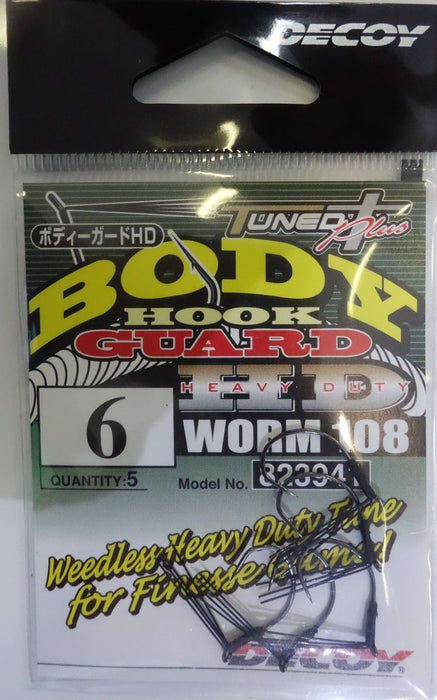 DECOY
TUNED Plus
ボディーガードHD
BODY
HOOK
GUARD
HEAVY DUTY
HD
WORM 108
6
QUANTITY:5
Model No. 823941
Weedless Heavy Duty Tune
for Finesse
DECOY